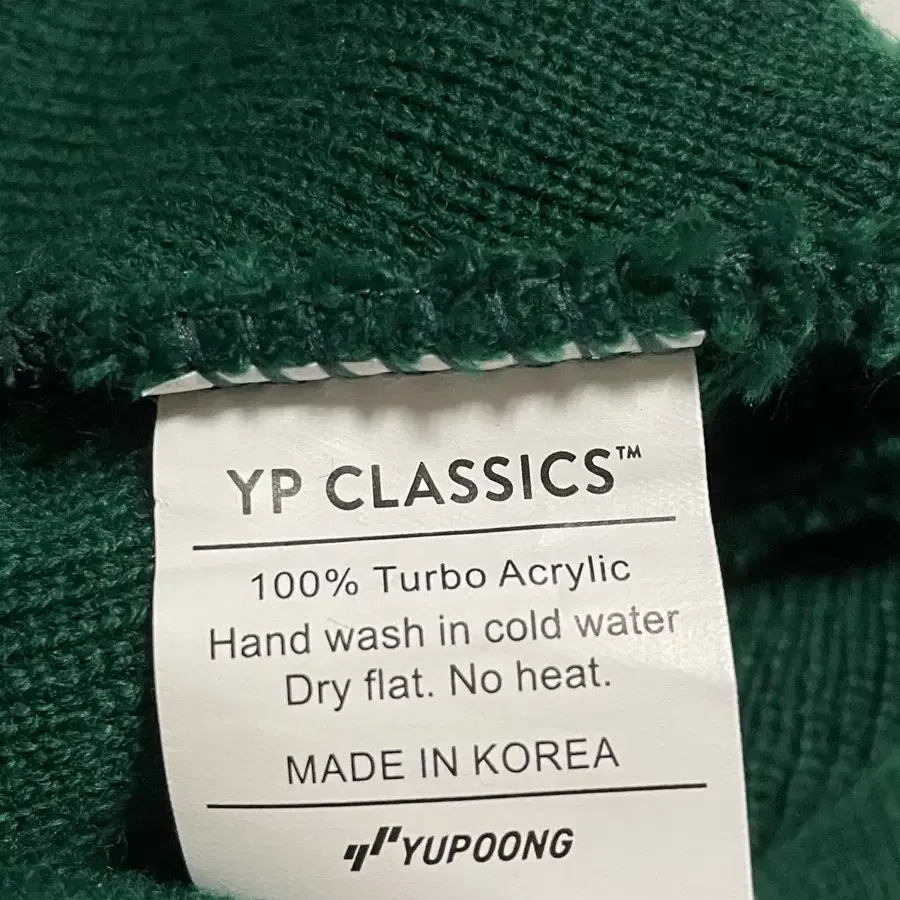 YP CLASSICS™
100% Turbo Acrylic
Hand wash in cold water
Dry flat. No heat.
MADE IN KOREA
YUPOONG